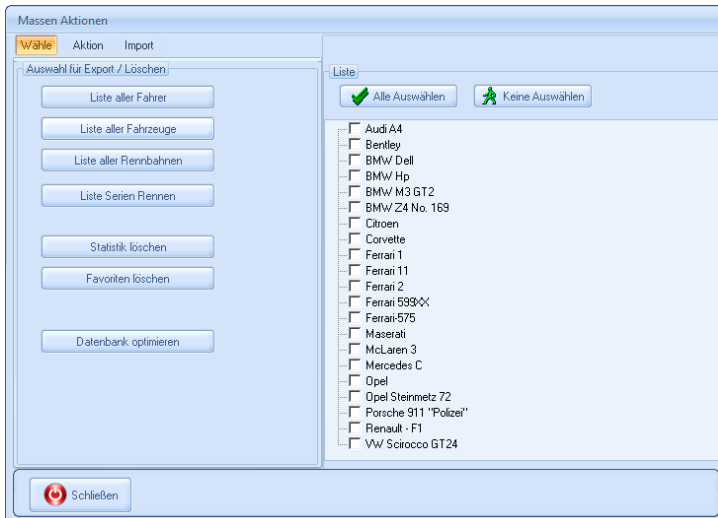 Massen Aktionen
Wähle Aktion Import
Auswahl für Export / Löschen
Liste aller Fahrer
Liste aller Fahrzeuge
Liste aller Rennbahnen
Liste Serien Rennen
Statistik löschen
Favoriten löschen
Datenbank optimieren
Liste
Alle Auswählen Keine Auswählen
Audi A4
Bentley
BMW Dell
BMW Hp
BMW M3 GT2
BMW Z4 No. 169
Citroen
Corvette
Ferrari 1
Ferrari 11
Ferrari 2
Ferrari 599XX
Ferrari-575
Maserati
McLaren 3
Mercedes C
Opel
Opel Steinmetz 72
Porsche 911 "Polizei"
Renault - F1
VW Scirocco GT24
Schließen